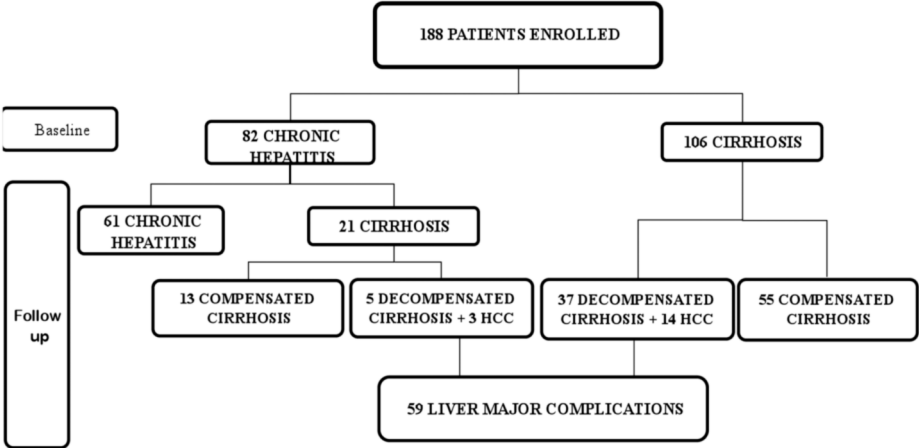 188 PATIENTS ENROLLED
Baseline
82 CHRONIC
HEPATITIS
106 CIRRHOSIS
61 CHRONIC
HEPATITIS
21 CIRRHOSIS
Follow
up
13 COMPENSATED
CIRRHOSIS
5 DECOMPENSATED
CIRRHOSIS + 3 HCC
37 DECOMPENSATED
CIRRHOSIS + 14 HCC
55 COMPENSATED
CIRRHOSIS
59 LIVER MAJOR COMPLICATIONS